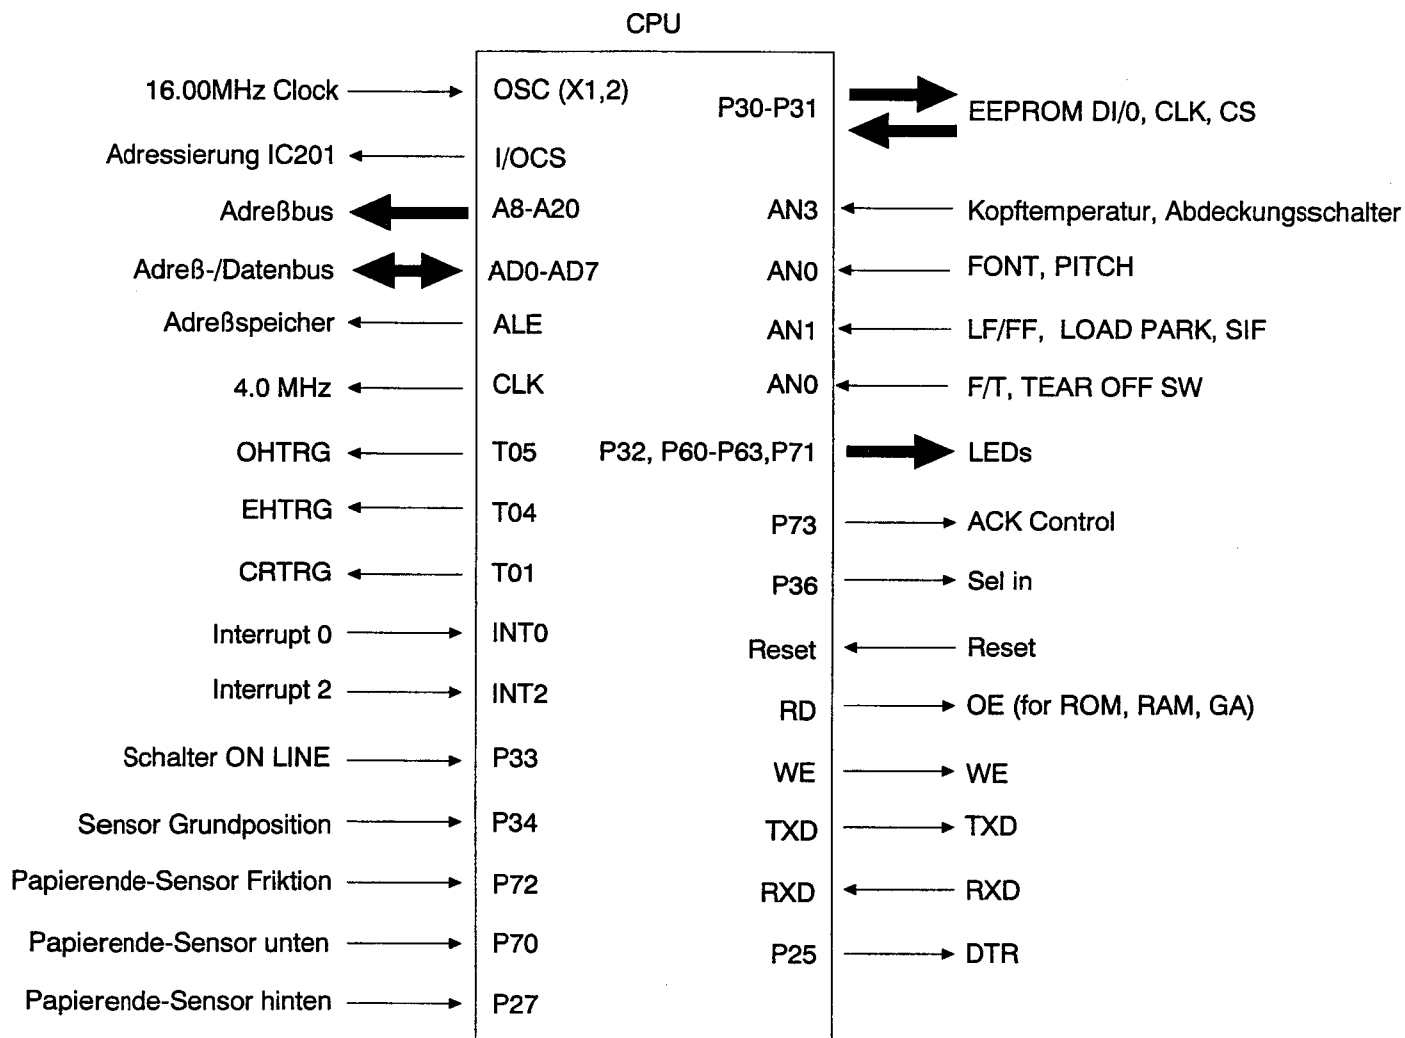 CPU
16.00MHz Clock OSC (X1,2)
P30-P31 EEPROM DI/0, CLK, CS
Adressierung IC201 I/OCS
Adreßbus A8-A20 AN3 Kopftemperatur, Abdeckungsschalter
Adreß-/Datenbus AD0-AD7 AN0 FONT, PITCH
Adreßspeicher ALE AN1 LF/FF, LOAD PARK, SIF
4.0 MHz CLK AN0 F/T, TEAR OFF SW
OHTRG T05 P32, P60-P63,P71 LEDs
EHTRG T04 P73 ACK Control
CRTRG T01 P36 Sel in
Interrupt 0 INT0 Reset Reset
Interrupt 2 INT2 RD OE (for ROM, RAM, GA)
Schalter ON LINE P33 WE WE
Sensor Grundposition P34 TXD TXD
Papierende-Sensor Friktion P72 RXD RXD
Papierende-Sensor unten P70 P25 DTR
Papierende-Sensor hinten P27